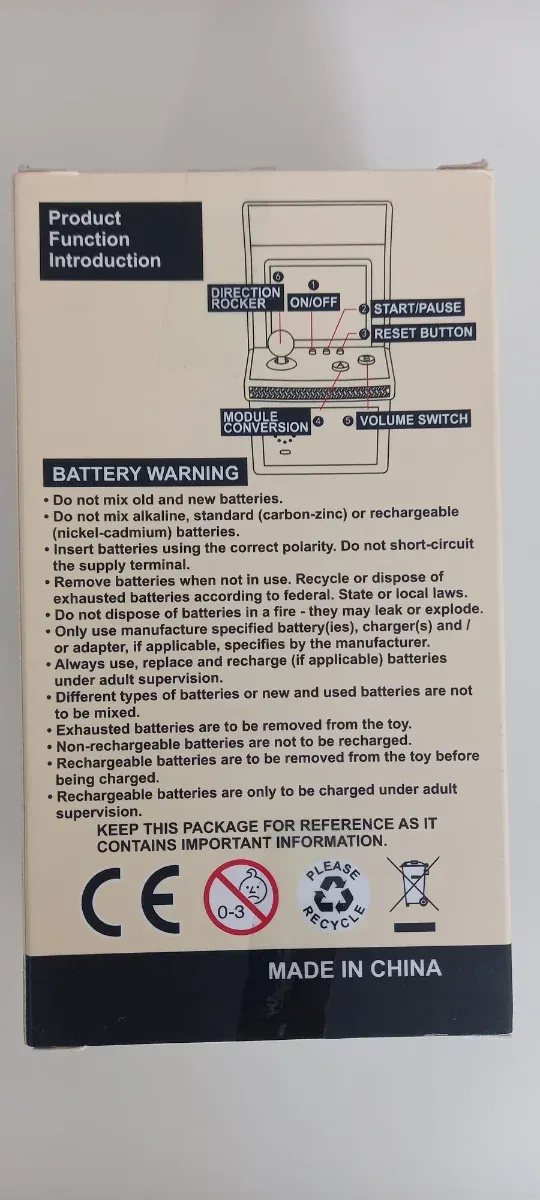 Product
Function
Introduction
6
1
DIRECTION
ROCKER
ON/OFF
2 START/PAUSE
3 RESET BUTTON
MODULE
CONVERSION
4
5 VOLUME SWITCH
BATTERY WARNING
• Do not mix old and new batteries.
• Do not mix alkaline, standard (carbon-zinc) or rechargeable
(nickel-cadmium) batteries.
• Insert batteries using the correct polarity. Do not short-circuit
the supply terminal.
• Remove batteries when not in use. Recycle or dispose of
exhausted batteries according to federal. State or local laws.
• Do not dispose of batteries in a fire - they may leak or explode.
• Only use manufacture specified battery(ies), charger(s) and /
or adapter, if applicable, specifies by the manufacturer.
• Always use, replace and recharge (if applicable) batteries
under adult supervision.
• Different types of batteries or new and used batteries are not
to be mixed.
• Exhausted batteries are to be removed from the toy.
• Non-rechargeable batteries are not to be recharged.
• Rechargeable batteries are to be removed from the toy before
being charged.
• Rechargeable batteries are only to be charged under adult
supervision.
KEEP THIS PACKAGE FOR REFERENCE AS IT
CONTAINS IMPORTANT INFORMATION.
CE
0-3
PLEASE
RECYCLE
MADE IN CHINA